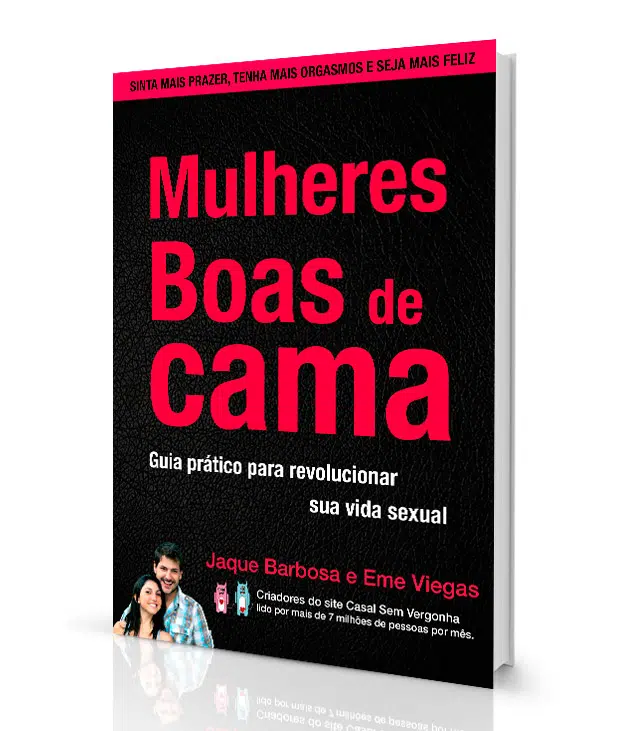 SINTA MAIS PRAZER, TENHA MAIS ORGASMOS E SEJA MAIS FELIZ
Mulheres
Boas de
cama
Guia prático para revolucionar
sua vida sexual
Jaque Barbosa e Eme Viegas
Criadores do site Casal Sem Vergonha
lido por mais de 7 milhões de pessoas por mês.